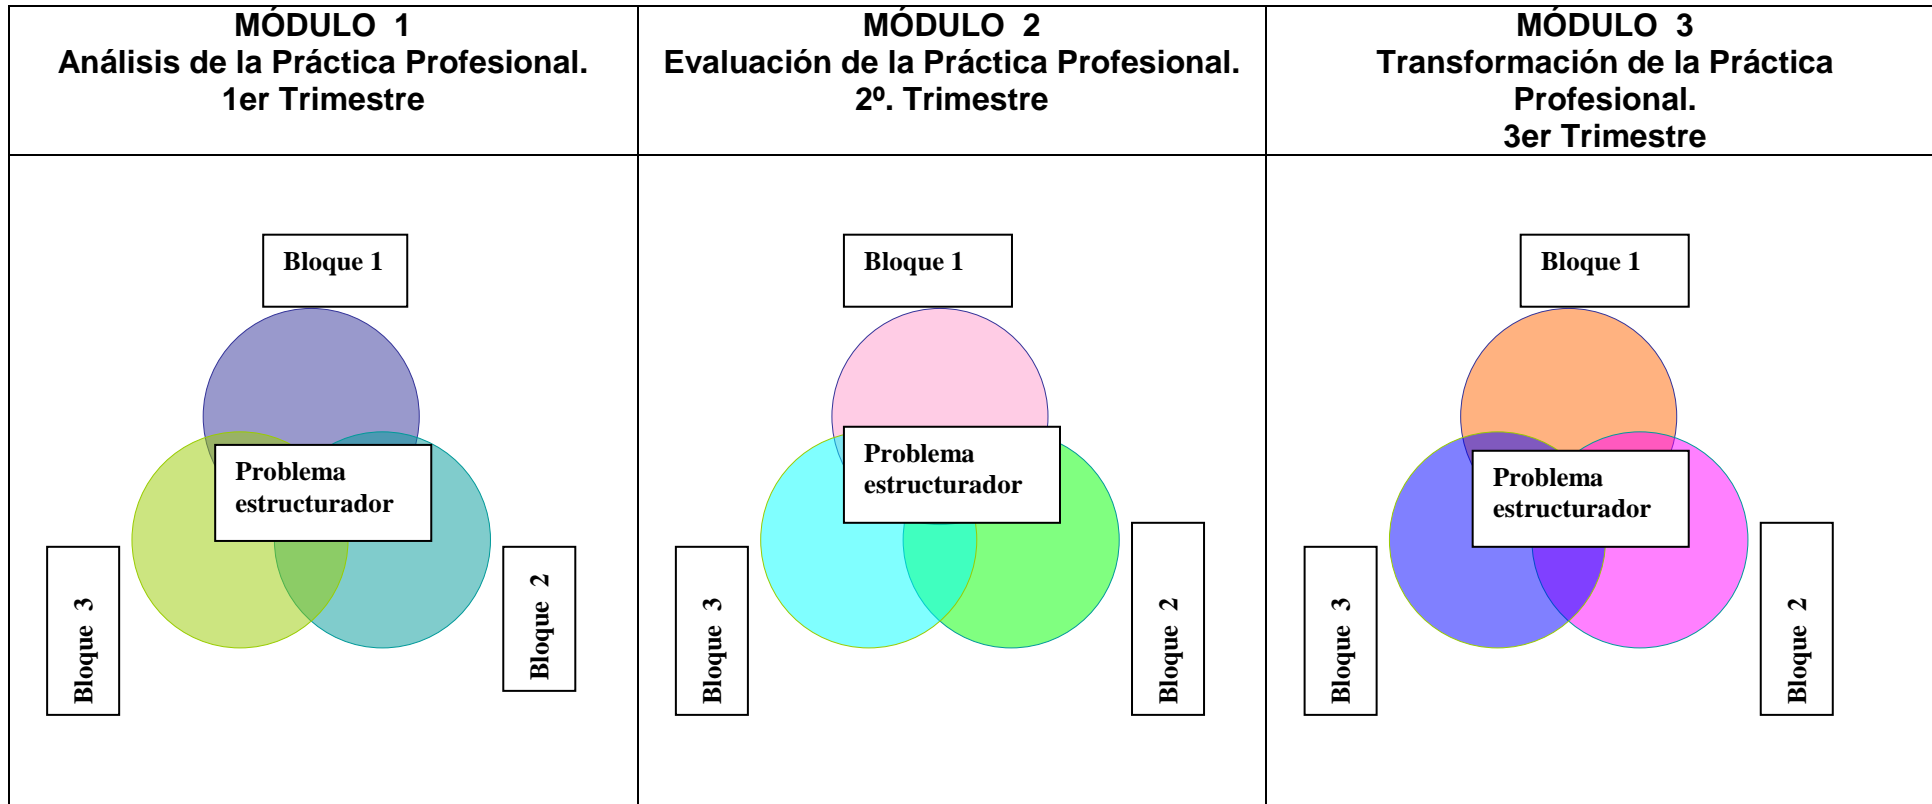 MÓDULO 1
Análisis de la Práctica Profesional.
1er Trimestre
MÓDULO 2
Evaluación de la Práctica Profesional.
2º. Trimestre
MÓDULO 3
Transformación de la Práctica
Profesional.
3er Trimestre
Bloque 1
Problema
estructurador
Bloque 3
Bloque 2
Bloque 1
Problema
estructurador
Bloque 3
Bloque 2
Bloque 1
Problema
estructurador
Bloque 3
Bloque 2